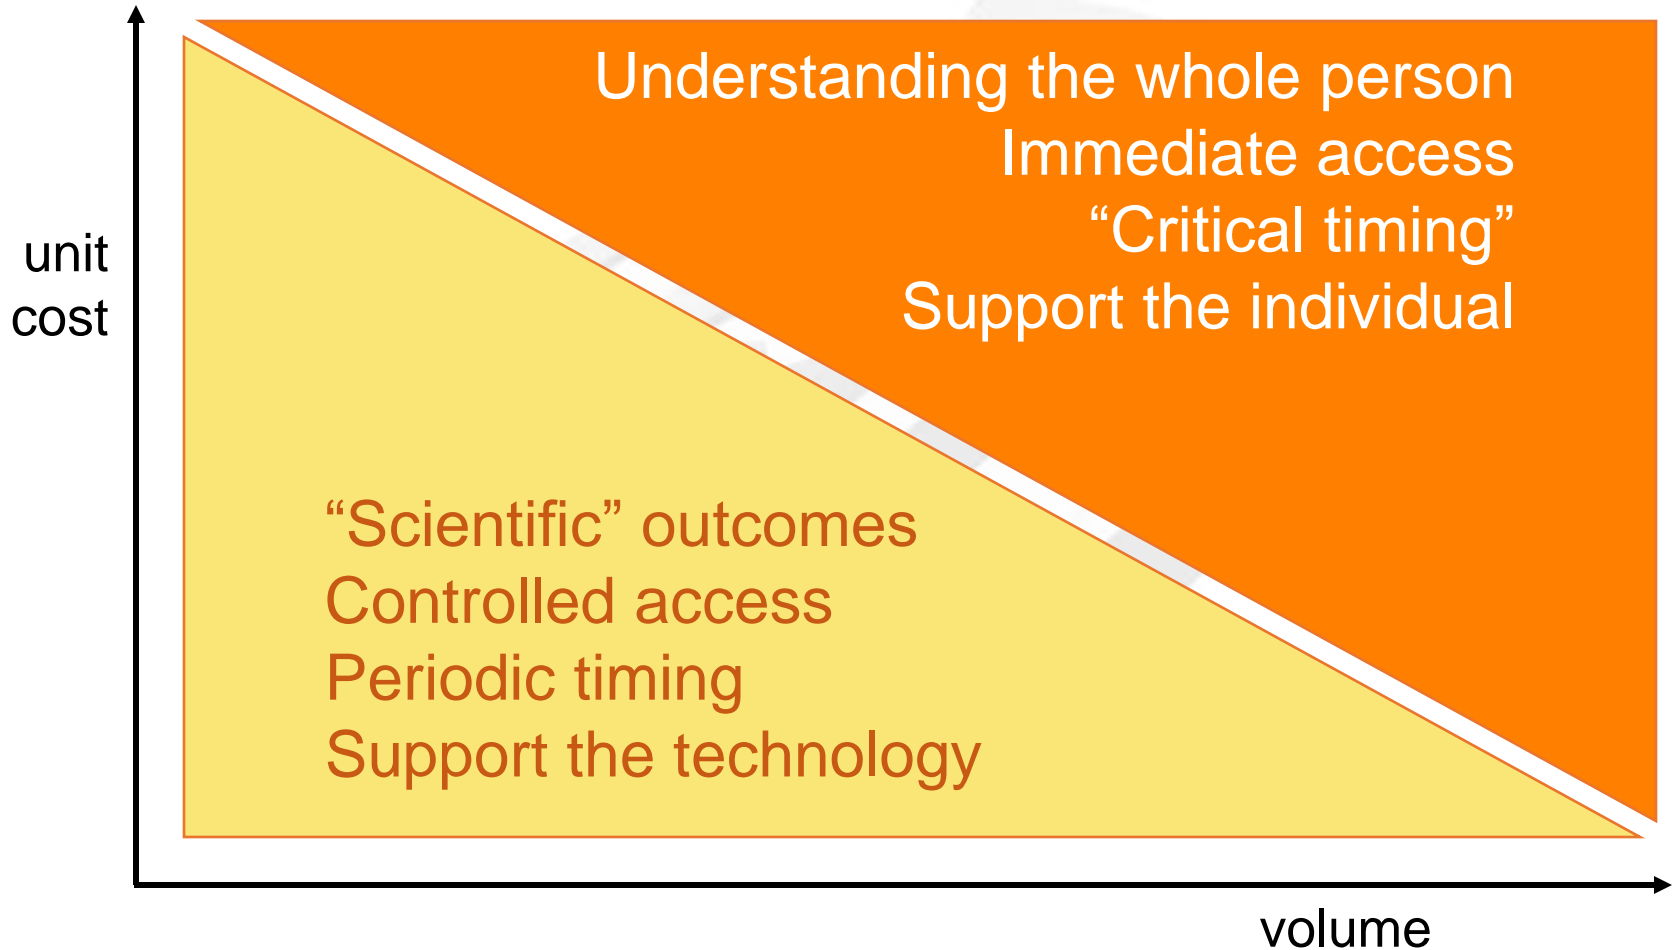 Understanding the whole person
Immediate access
“Critical timing”
Support the individual
unit
cost
“Scientific” outcomes
Controlled access
Periodic timing
Support the technology
volume